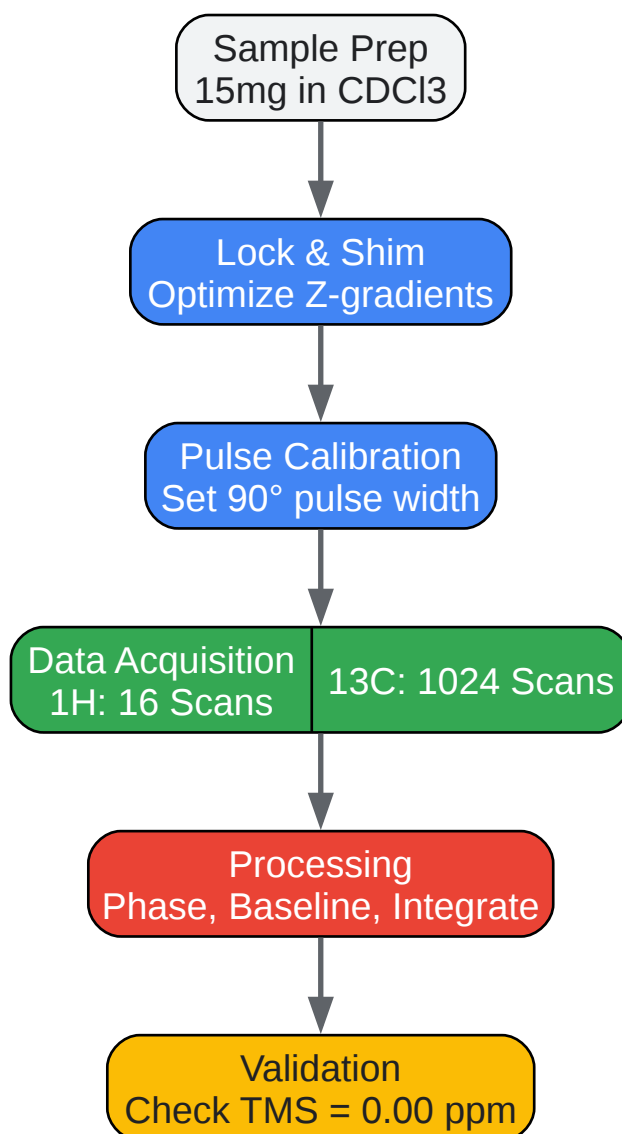 Sample Prep
15mg in CDCl3
Lock & Shim
Optimize Z-gradients
Pulse Calibration
Set 90° pulse width
Data Acquisition
1H: 16 Scans
13C: 1024 Scans
Processing
Phase, Baseline, Integrate
Validation
Check TMS = 0.00 ppm